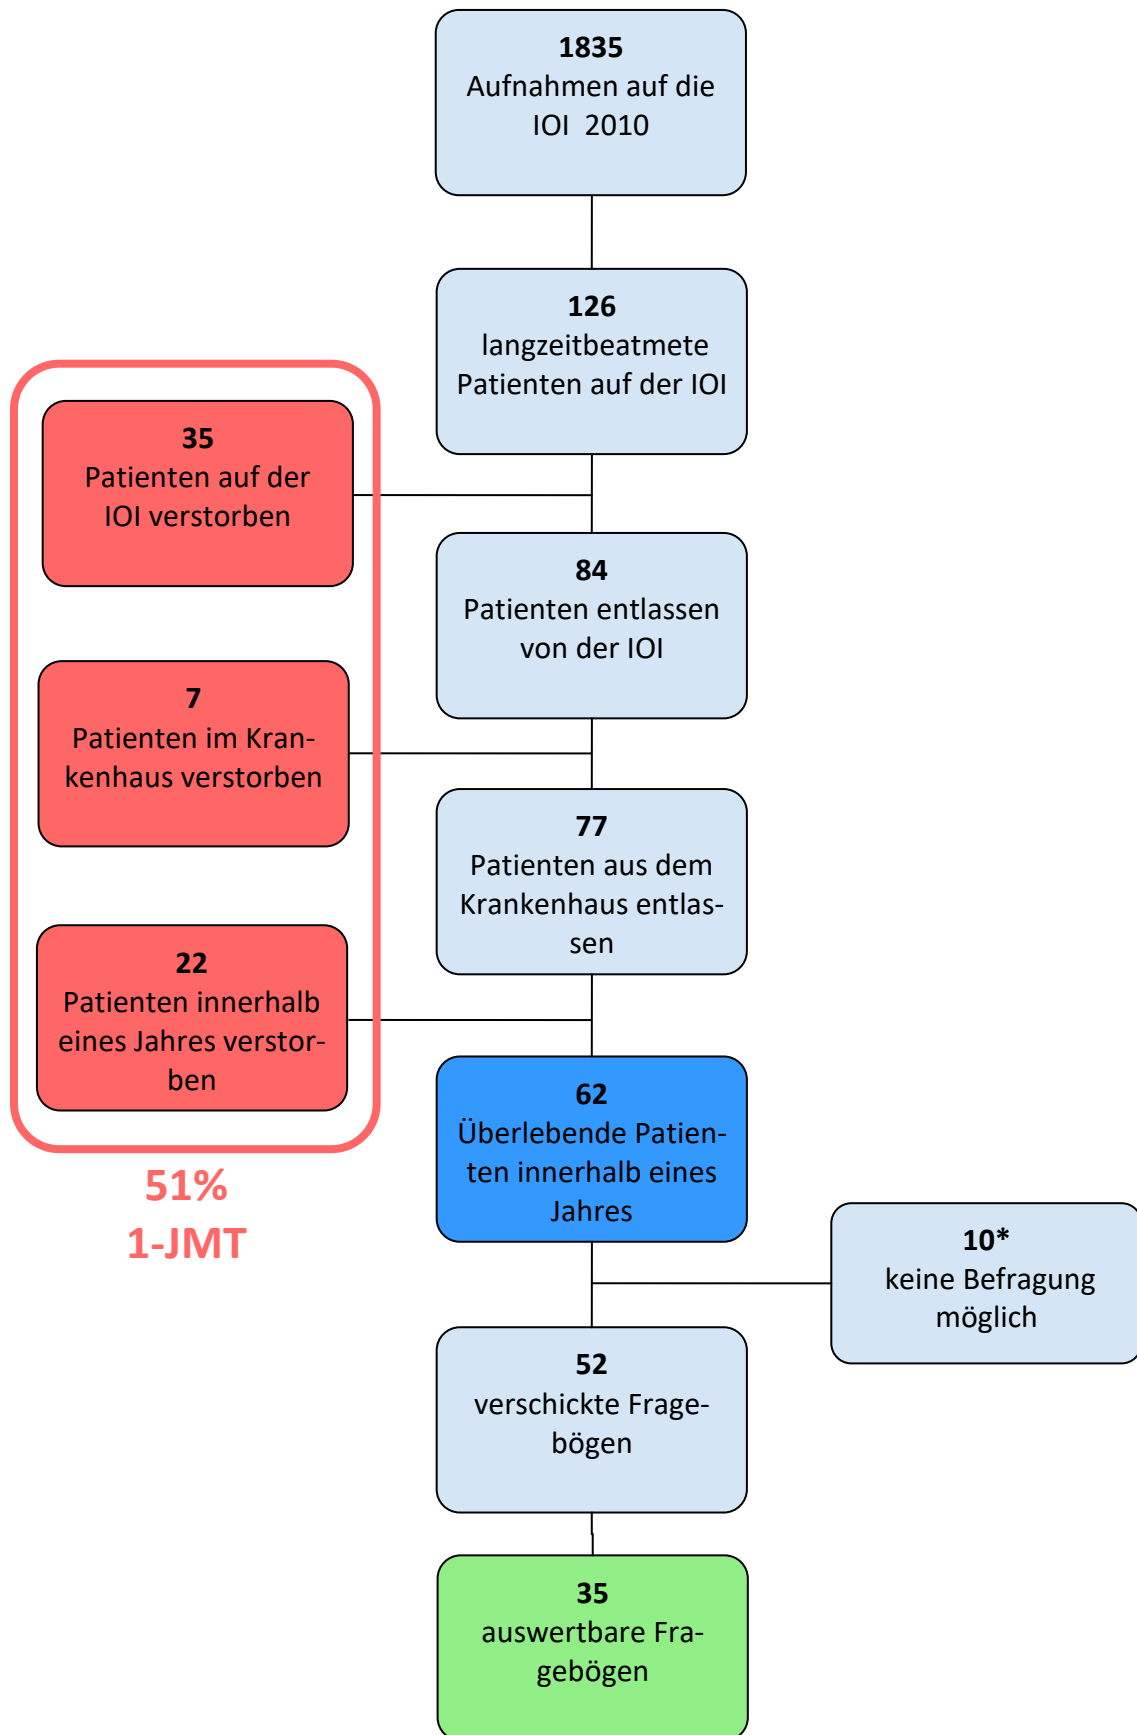 1835
Aufnahmen auf die
IOI 2010
126
langzeitbeatmete
Patienten auf der IOI
35
Patienten auf der
IOI verstorben
84
Patienten entlassen
von der IOI
7
Patienten im Kran-
kenhaus verstorben
77
Patienten aus dem
Krankenhaus entlas-
sen
22
Patienten innerhalb
eines Jahres verstor-
ben
62
Überlebende Patien-
ten innerhalb eines
Jahres
51%
1-JMT
10*
keine Befragung
möglich
52
verschickte Frage-
bögen
35
auswertbare Fra-
gebögen